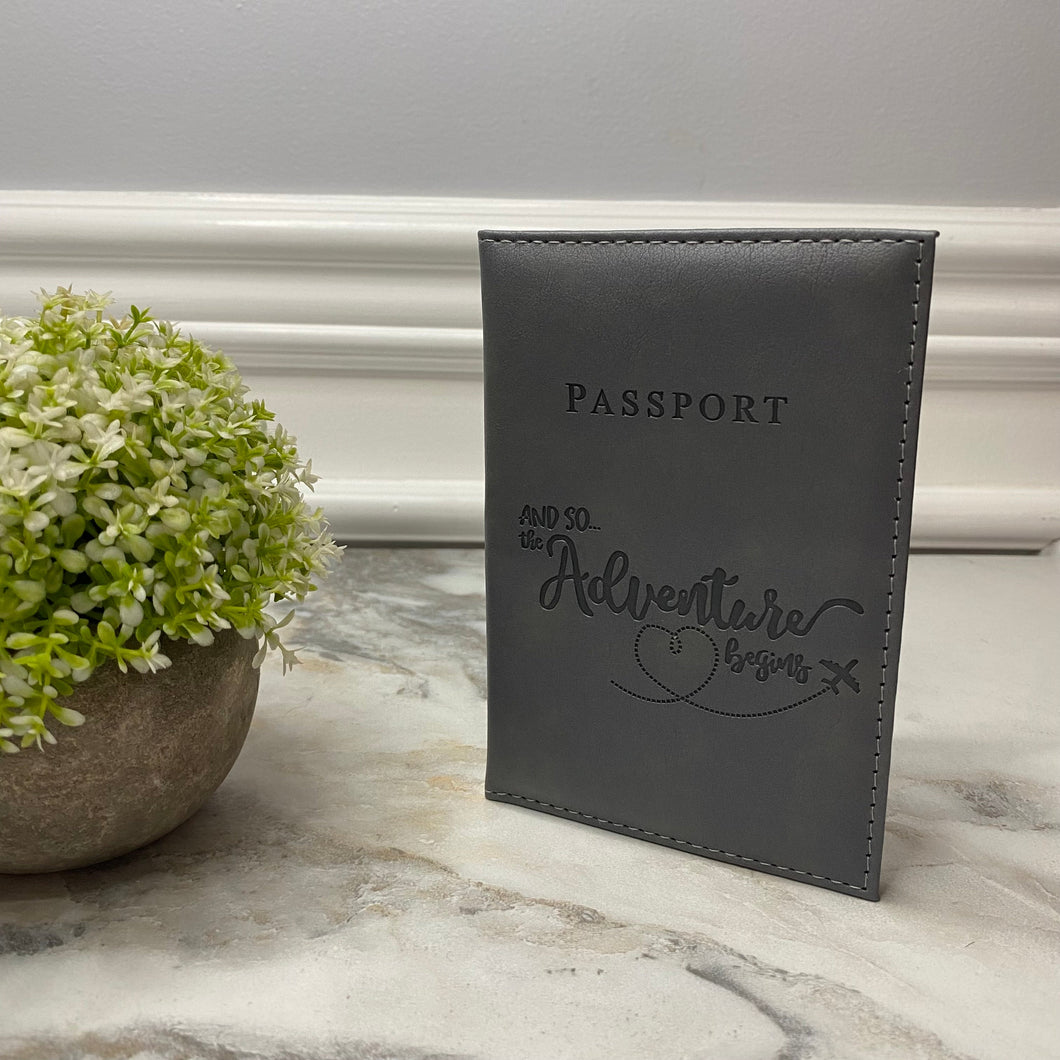 PASSPORT
AND SO...
the Adventure
begins